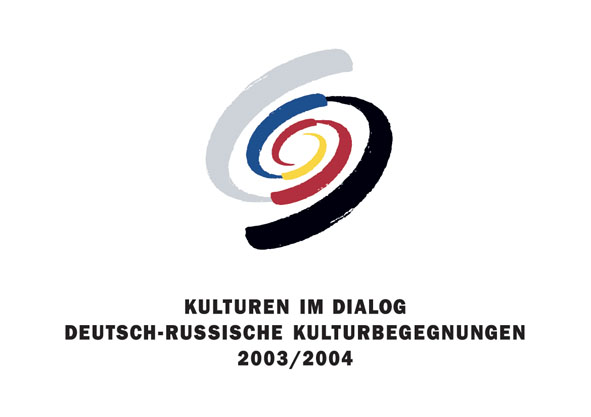 KULTUREN IM DIALOG
DEUTSCH-RUSSISCHE KULTURBEGEGNUNGEN
2003/2004